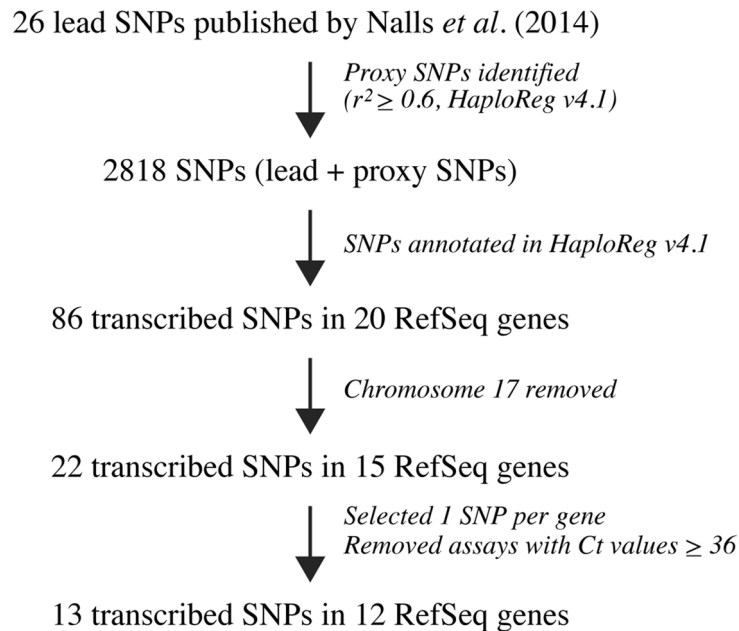 26 lead SNPs published by Nalls et al. (2014)
Proxy SNPs identified
(r² ≥ 0.6, HaploReg v4.1)
2818 SNPs (lead + proxy SNPs)
SNPs annotated in HaploReg v4.1
86 transcribed SNPs in 20 RefSeq genes
Chromosome 17 removed
22 transcribed SNPs in 15 RefSeq genes
Selected 1 SNP per gene
Removed assays with Ct values ≥ 36
13 transcribed SNPs in 12 RefSeq genes